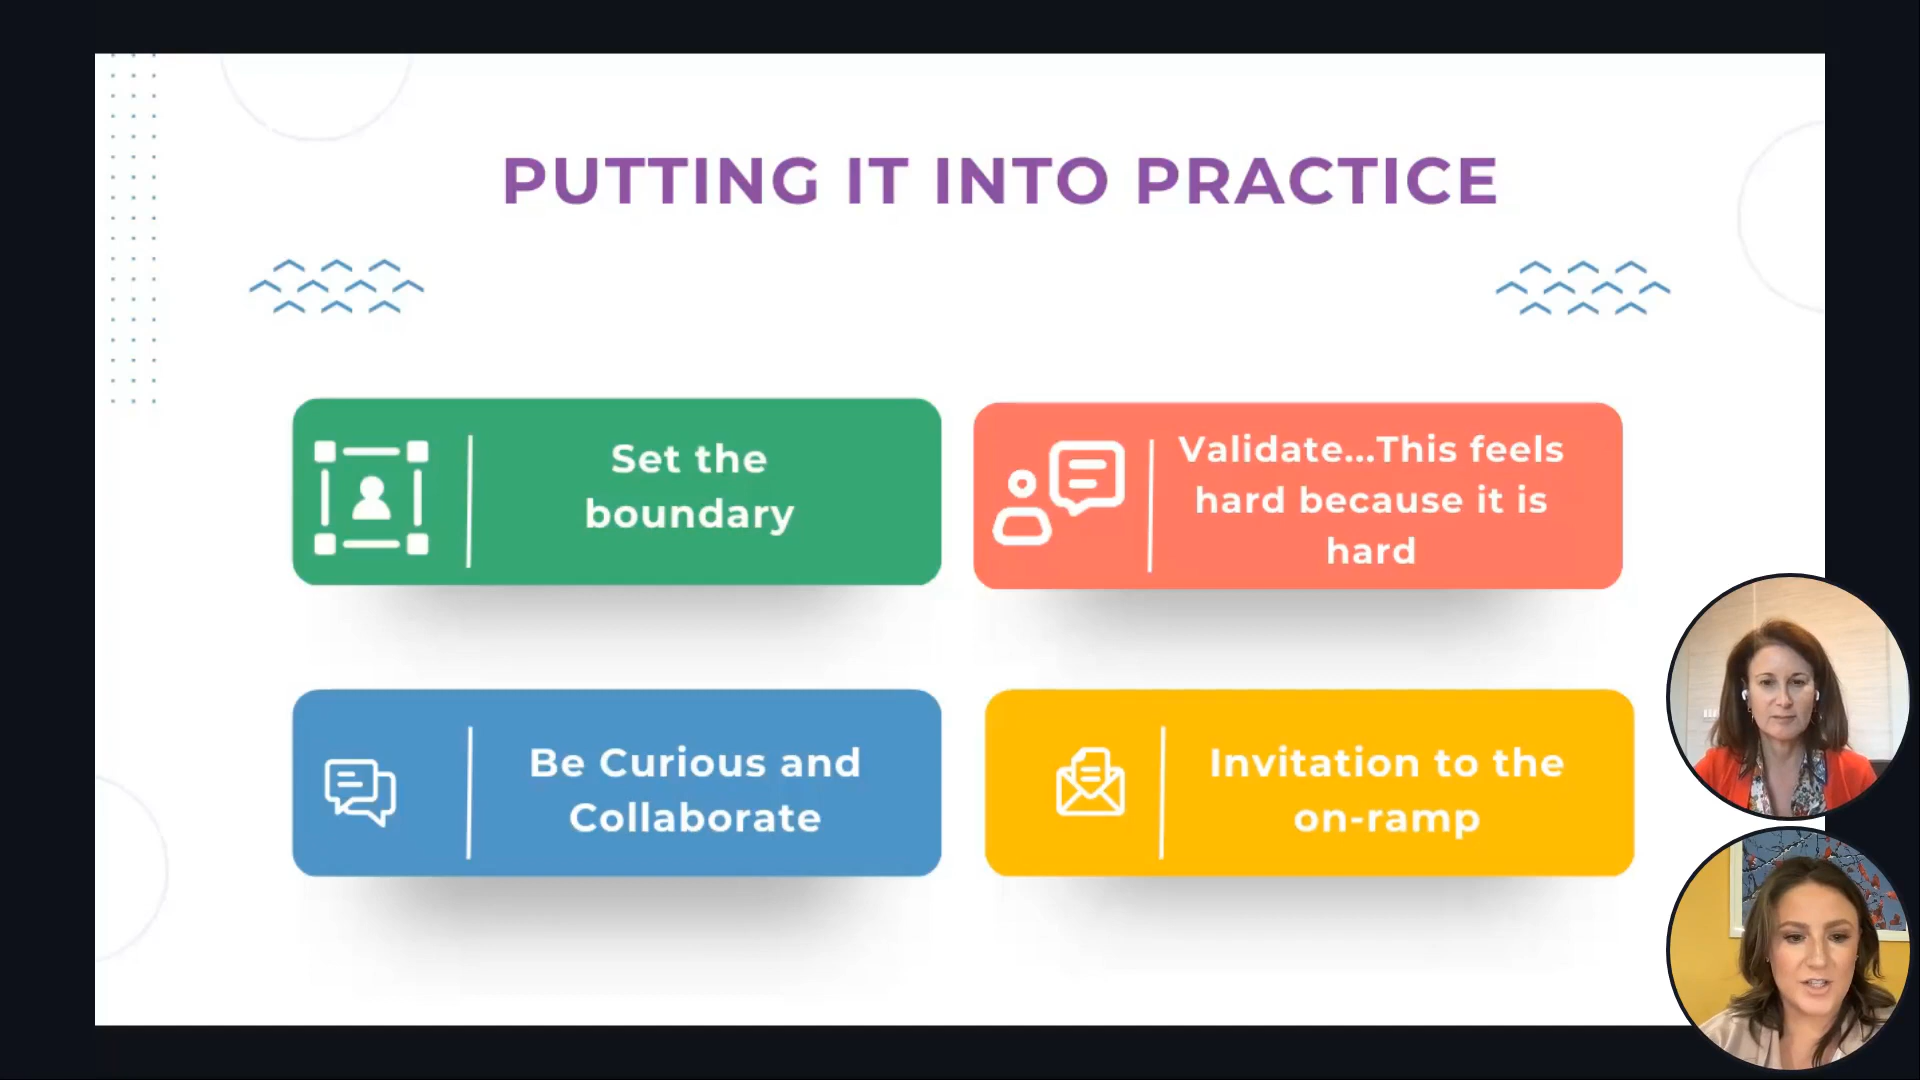 PUTTING IT INTO PRACTICE
Set the
boundary
Validate...This feels
hard because it is
hard
Be Curious and
Collaborate
Invitation to the
on-ramp